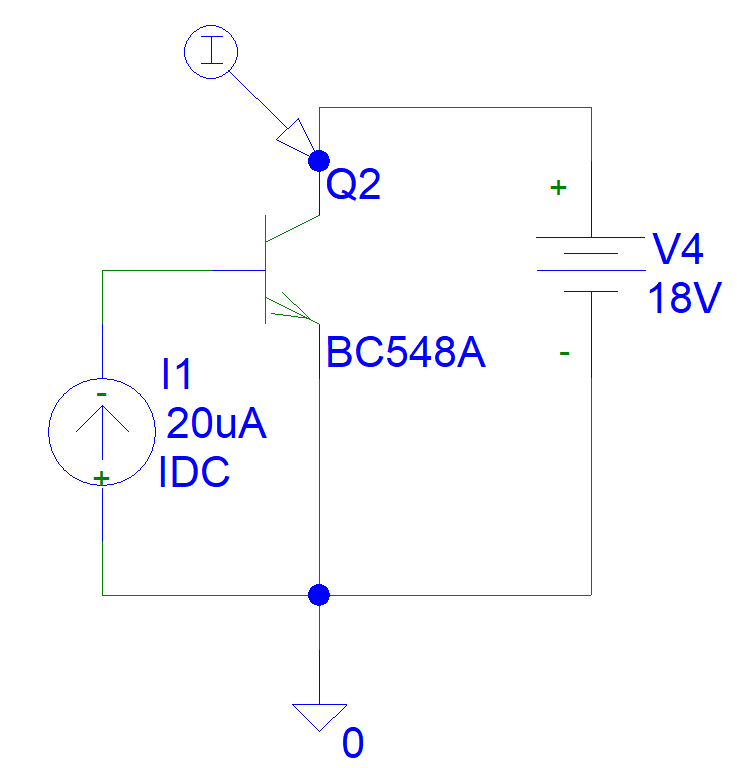 I
Q2
+
V4
18V
BC548A
-
I1
-
20uA
IDC
+
0